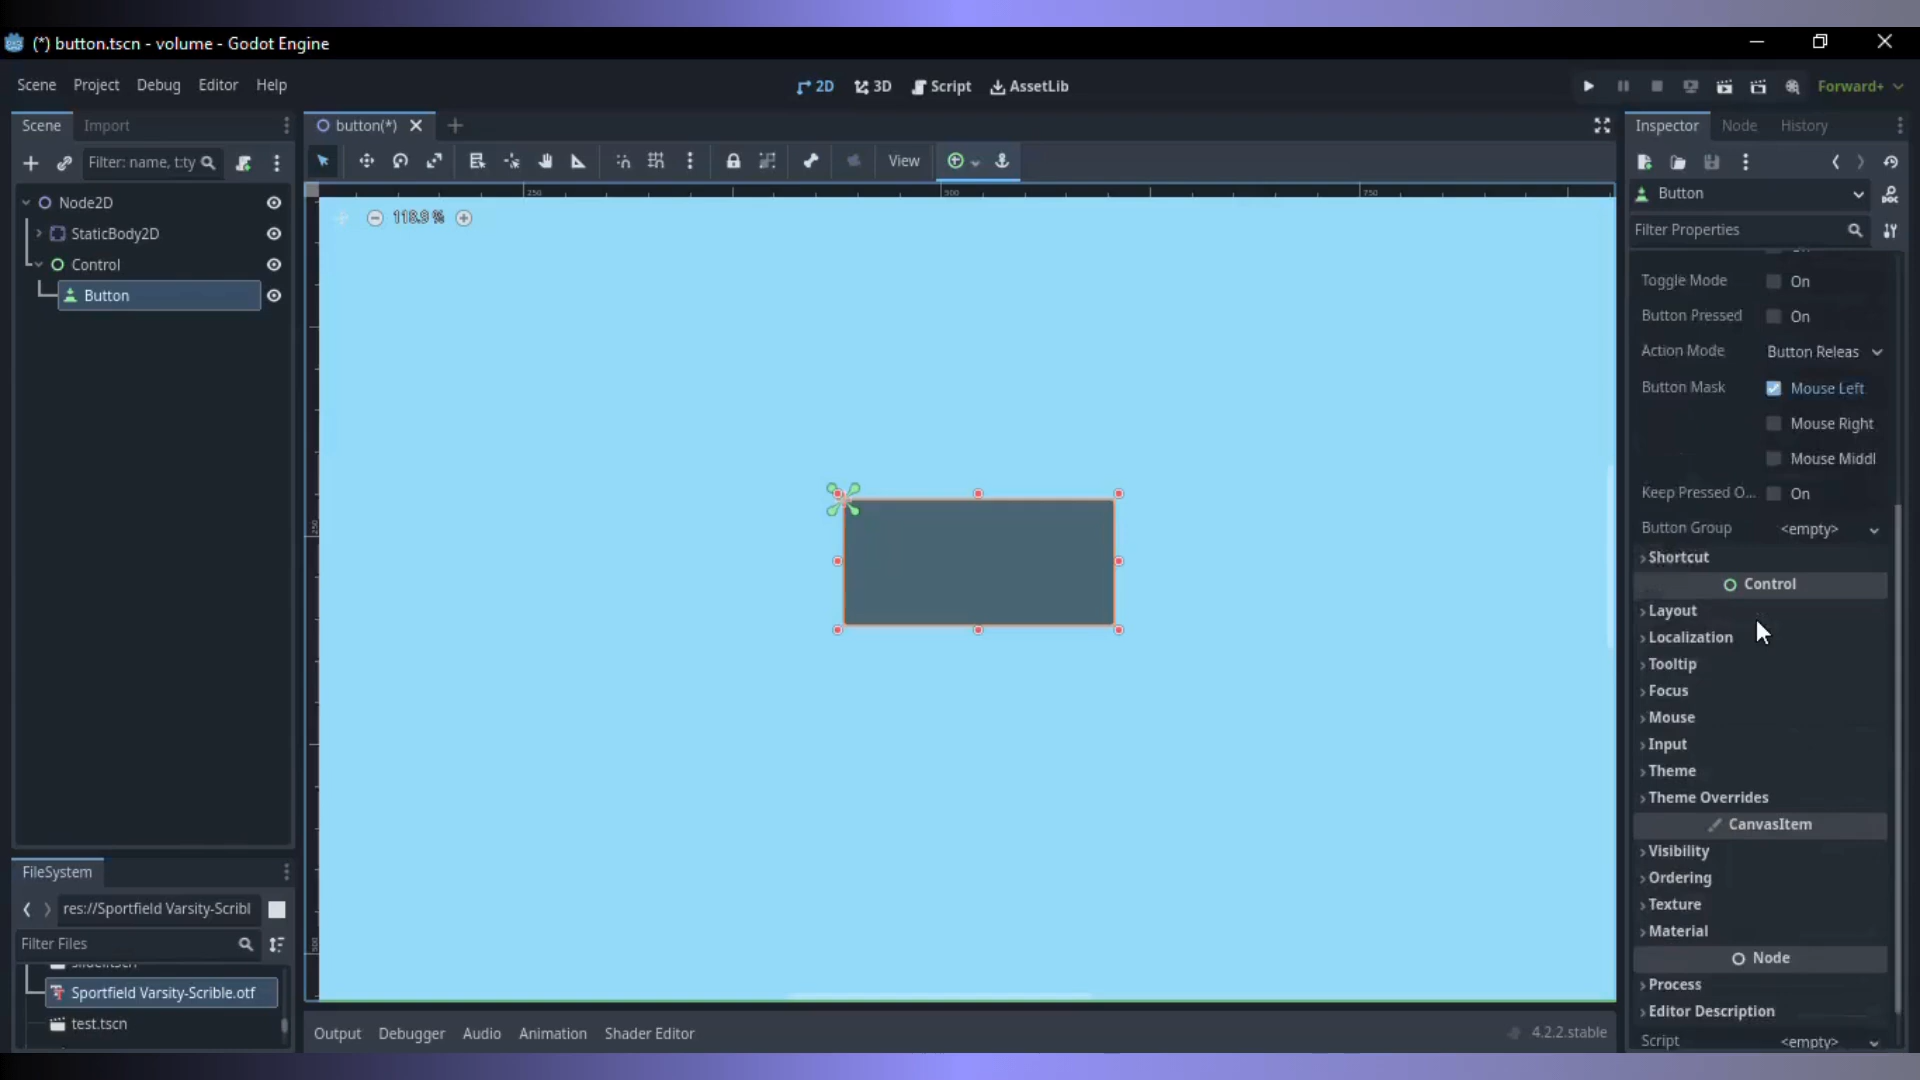 (*) button.tscn - volume - Godot Engine
Scene Project Debug Editor Help
2D 3D Script AssetLib
Forward+
Scene Import
button(*)
Inspector Node History
Filter: name, t:ty
View
Node2D
StaticBody2D
Control
Button
250 500 750
118.9 %
250
500
Button
Filter Properties
Toggle Mode On
Button Pressed On
Action Mode Button Releas
Button Mask Mouse Left
Mouse Right
Mouse Middl
Keep Pressed O... On
Button Group <empty>
Shortcut
Control
Layout
Localization
Tooltip
Focus
Mouse
Input
Theme
Theme Overrides
CanvasItem
Visibility
Ordering
Texture
Material
Node
Process
Editor Description
Script <empty>
FileSystem
res://Sportfield Varsity-Scribl
Filter Files
Sportfield Varsity-Scrible.otf
test.tscn
Output Debugger Audio Animation Shader Editor
4.2.2.stable